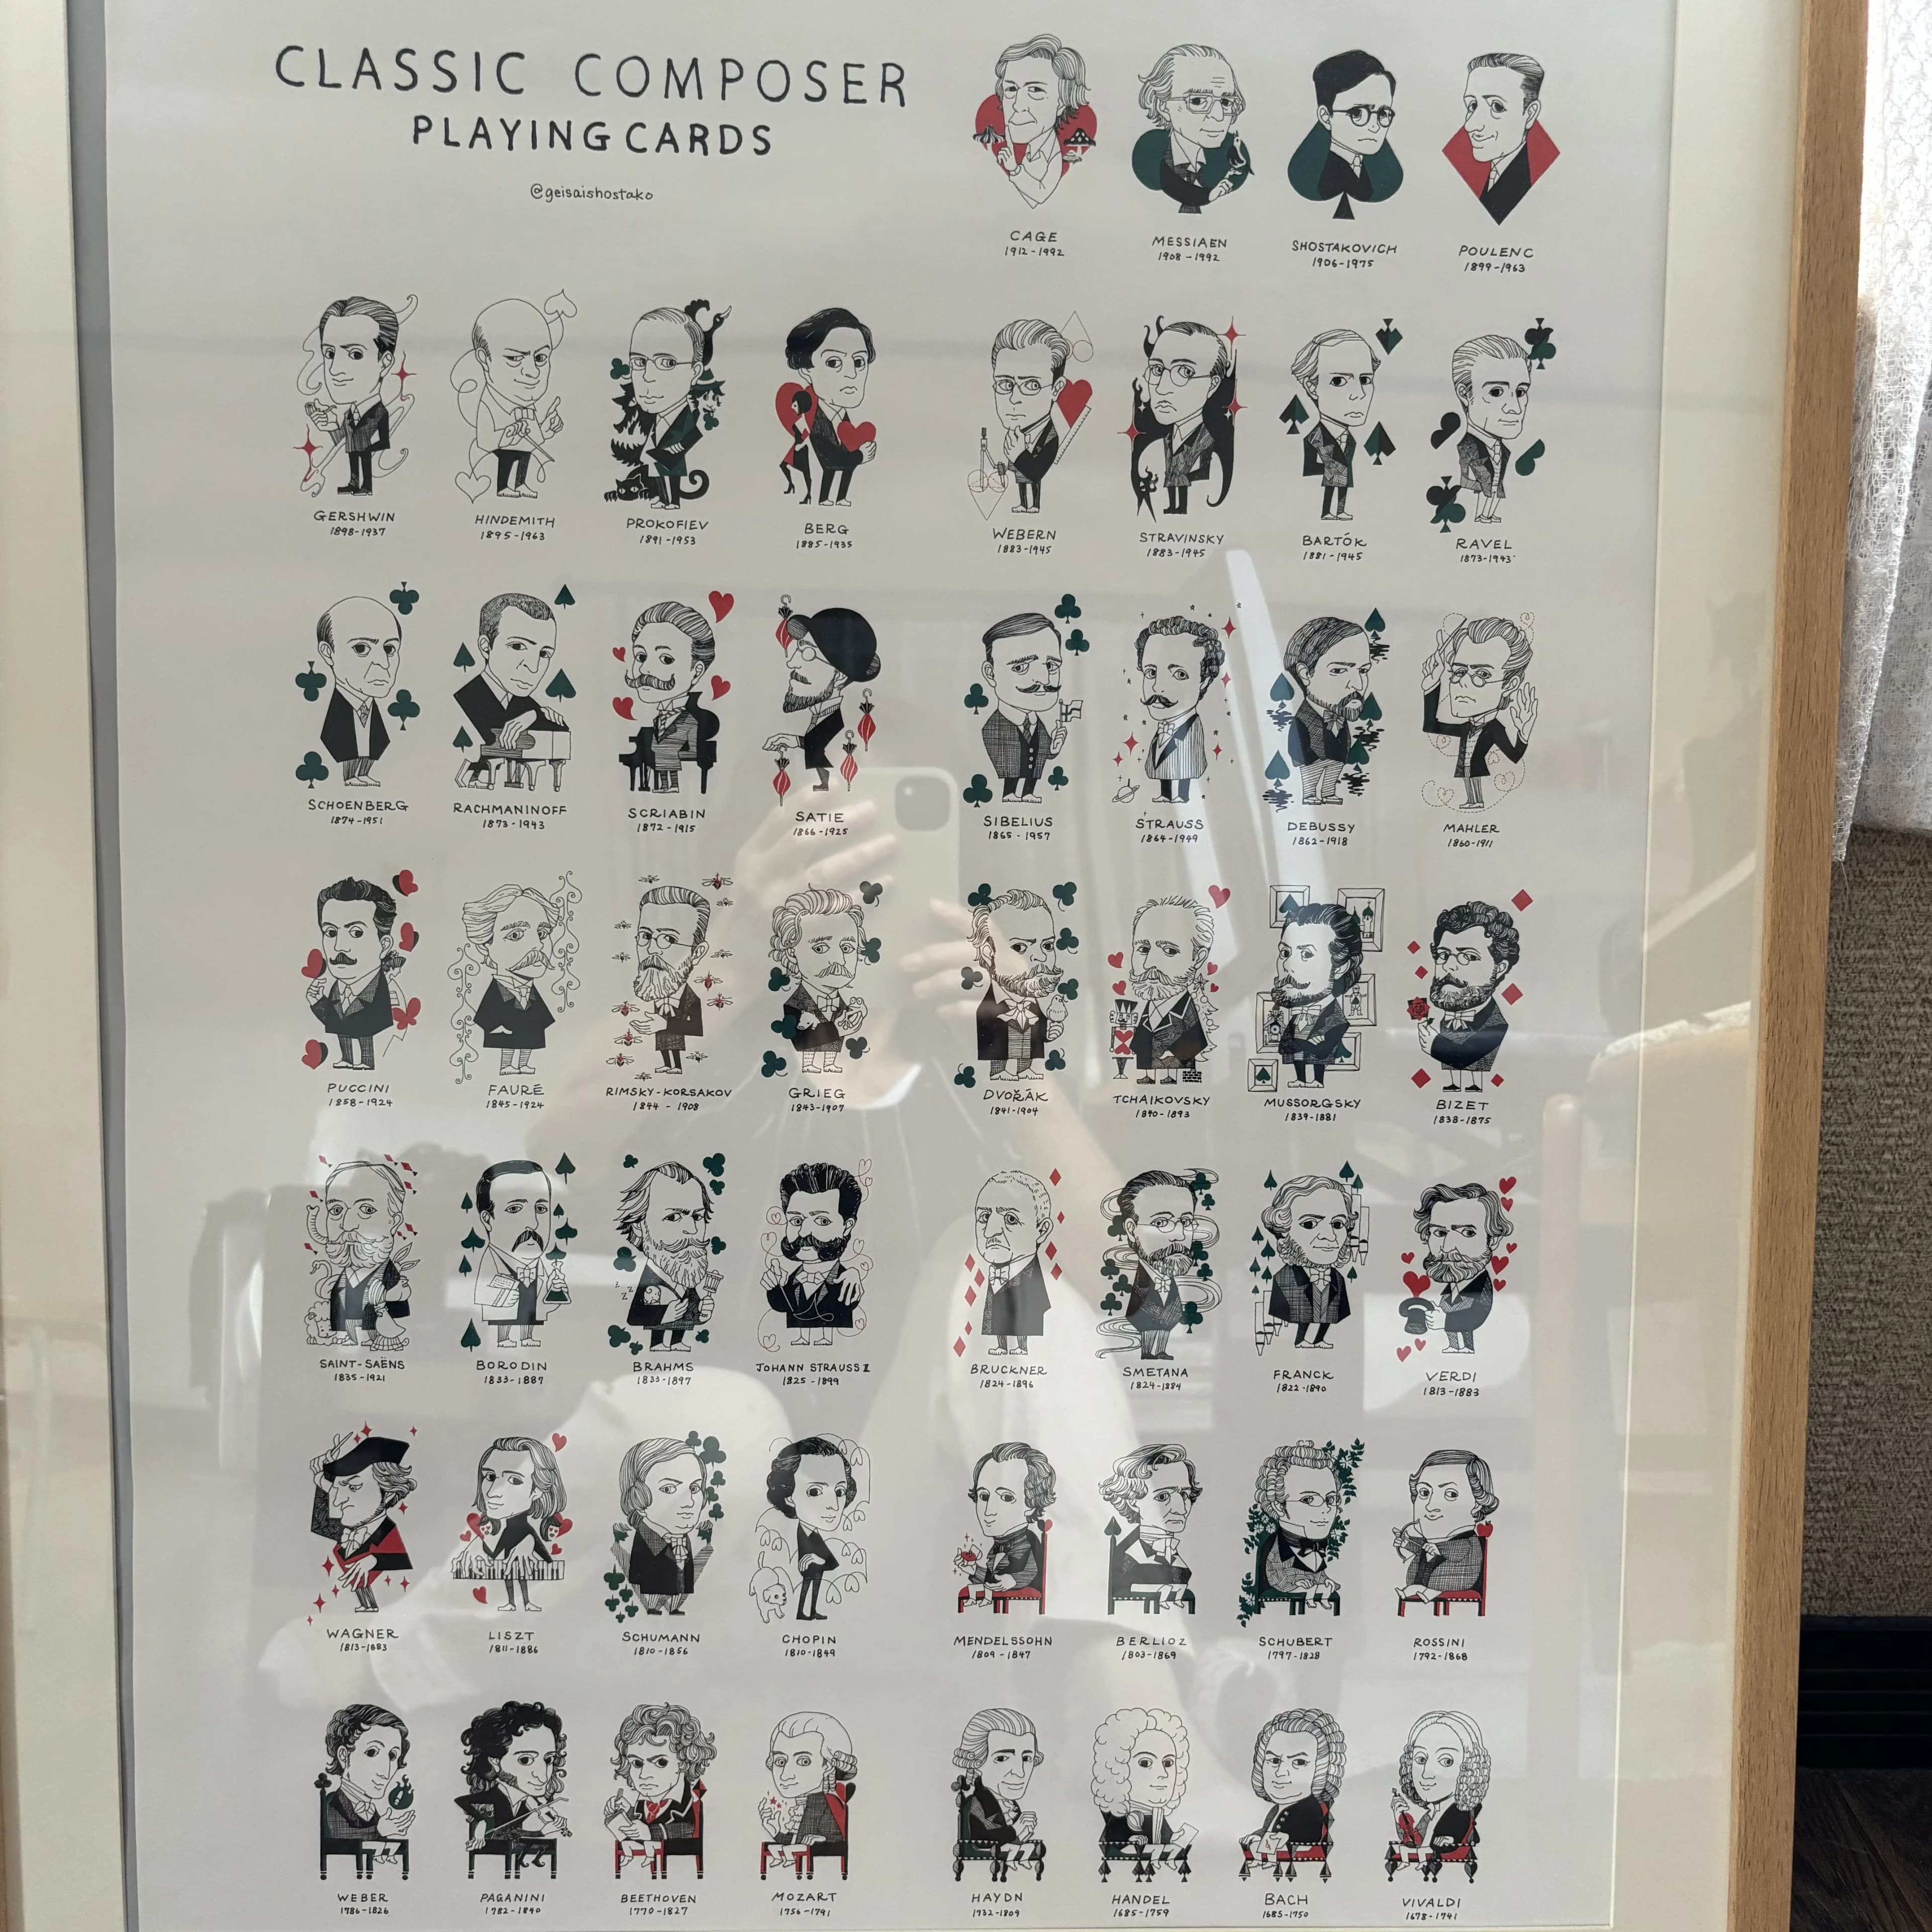 CLASSIC COMPOSER
PLAYING CARDS
@geisaishostako
CAGE
1912-1992
MESSIAEN
1908-1992
SHOSTAKOVICH
1906-1975
POULENC
1899-1963
GERSHWIN
1898-1937
HINDEMITH
1895-1963
PROKOFIEV
1891-1953
BERG
1885-1935
WEBERN
1883-1945
STRAVINSKY
1883-1945
BARTÓK
1881-1945
RAVEL
1873-1943
SCHOENBERG
1874-1951
RACHMANINOFF
1873-1943
SCRIABIN
1872-1915
SATIE
1866-1925
SIBELIUS
1865-1957
STRAUSS
1864-1949
DEBUSSY
1862-1918
MAHLER
1860-1911
PUCCINI
1858-1924
FAURÉ
1845-1924
RIMSKY-KORSAKOV
1844-1908
GRIEG
1843-1907
DVOŘÁK
1841-1904
TCHAIKOVSKY
1840-1893
MUSSORGSKY
1839-1881
BIZET
1838-1875
SAINT-SAËNS
1835-1921
BORODIN
1833-1887
BRAHMS
1833-1897
JOHANN STRAUSS II
1825-1899
BRUCKNER
1824-1896
SMETANA
1824-1884
FRANCK
1822-1890
VERDI
1813-1883
WAGNER
1813-1883
LISZT
1811-1886
SCHUMANN
1810-1856
CHOPIN
1810-1849
MENDELSSOHN
1809-1847
BERLIOZ
1803-1869
SCHUBERT
1797-1828
ROSSINI
1792-1868
WEBER
1786-1826
PAGANINI
1782-1840
BEETHOVEN
1770-1827
MOZART
1756-1791
HAYDN
1732-1809
HANDEL
1685-1759
BACH
1685-1750
VIVALDI
1678-1741